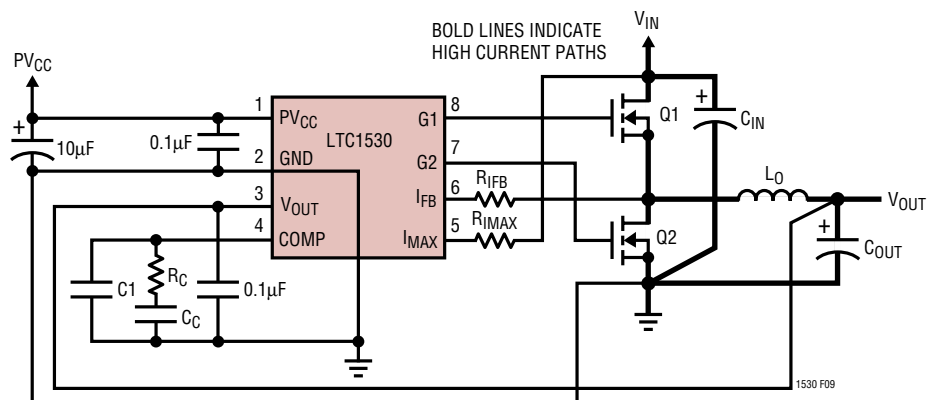 BOLD LINES INDICATE
HIGH CURRENT PATHS
VIN
PVCC
+
10µF
0.1µF
1
PVCC
2
GND
3
VOUT
4
COMP
LTC1530
G1
8
G2
7
IFB
6
IMAX
5
RIFB
RIMAX
Q1
Q2
+
CIN
LO
VOUT
+
COUT
C1
RC
CC
0.1µF
1530 F09